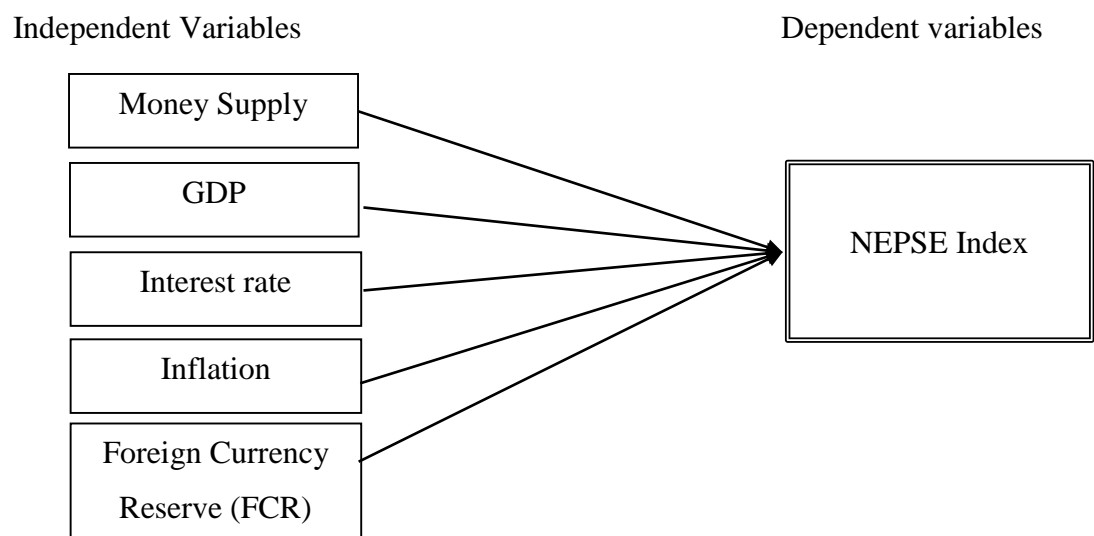 Independent Variables
Dependent variables
Money Supply
GDP
NEPSE Index
Interest rate
Inflation
Foreign Currency
Reserve (FCR)